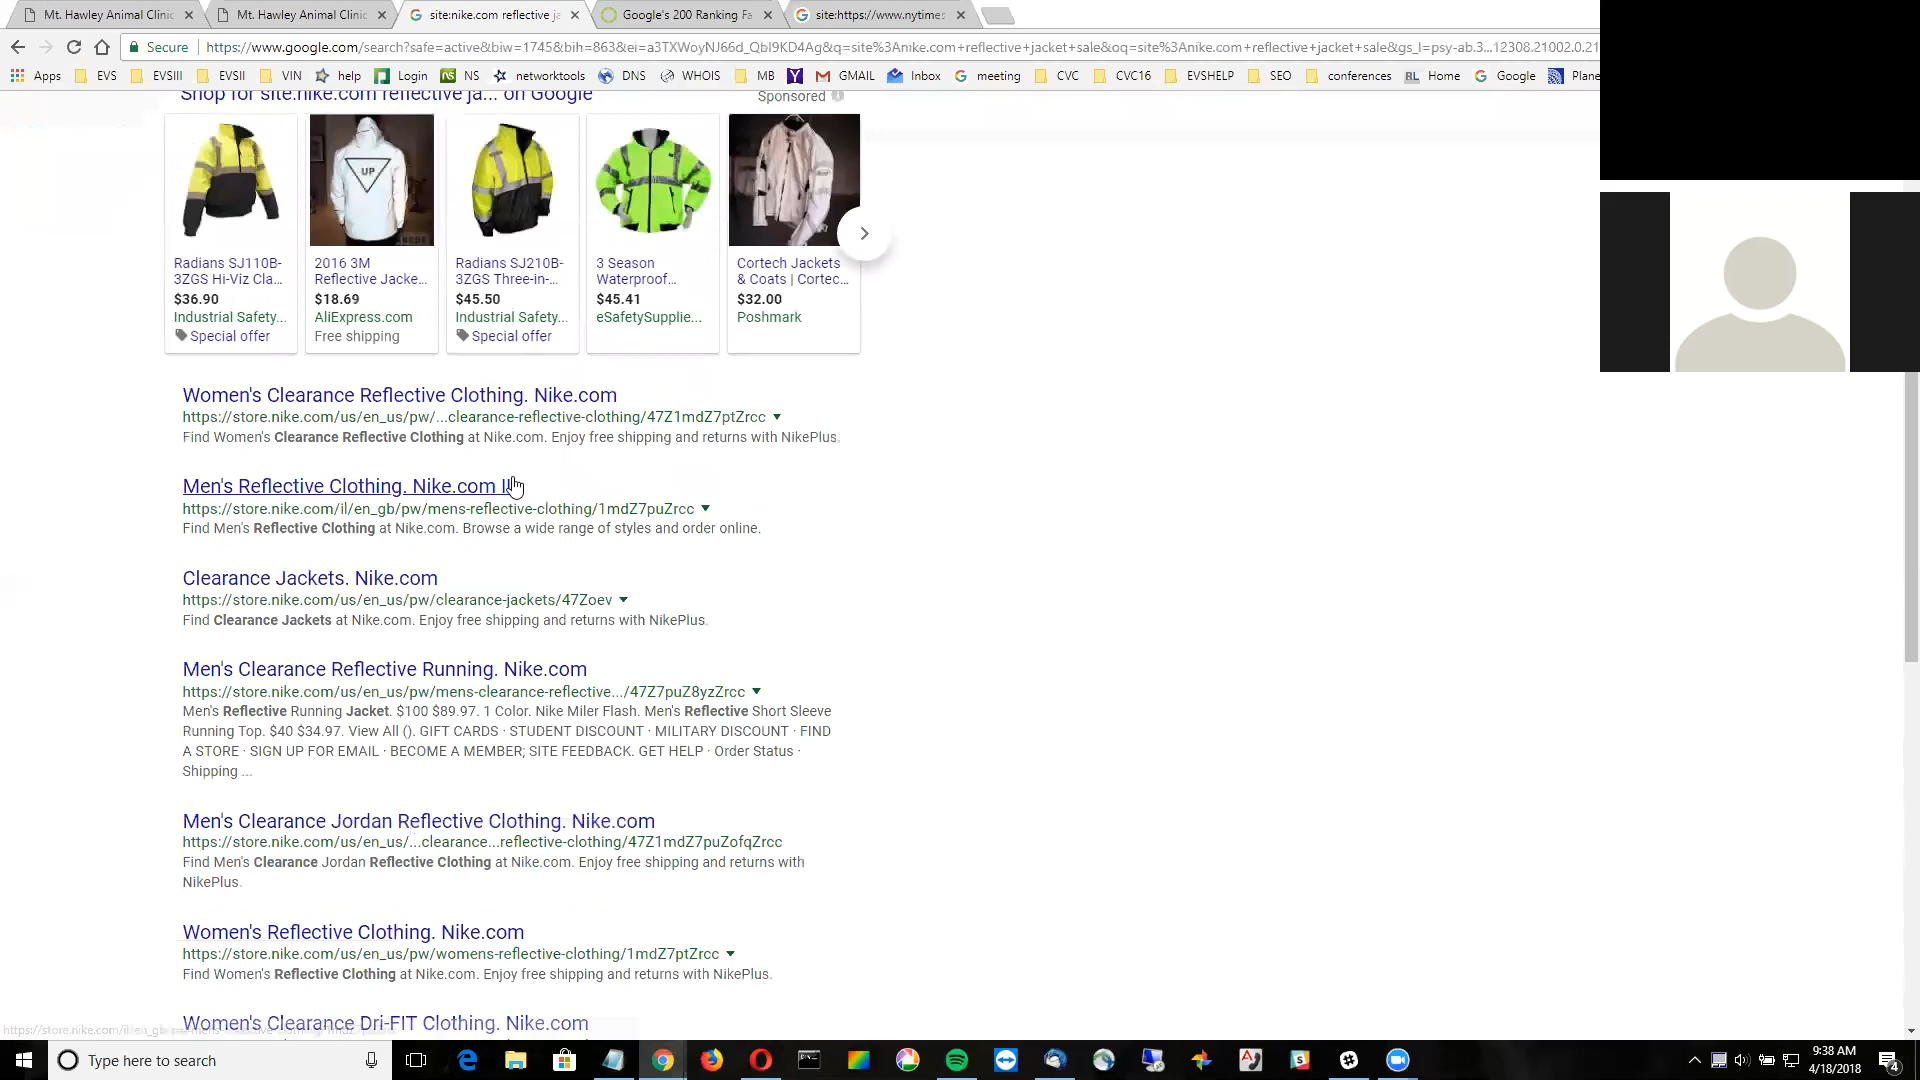 Mt. Hawley Animal Clinic
Mt. Hawley Animal Clinic
site:nike.com reflective ja
Google's 200 Ranking Fa
site:https://www.nytimes
Secure
https://www.google.com/search?safe=active&biw=1745&bih=863&ei=a3TXWoyNJ66d_QbI9KD4Ag&q=site%3Anike.com+reflective+jacket+sale&oq=site%3Anike.com+reflective+jacket+sale&gs_l=psy-ab.3...12308.21002.0.21
Apps EVS EVSIII EVSII VIN help Login NS networktools DNS WHOIS MB GMAIL Inbox meeting CVC CVC16 EVSHELP SEO conferences RL Home Google Plane
Shop for site:nike.com reflective ja... on Google
Sponsored
UP
Radians SJ110B-
3ZGS Hi-Viz Cla...
$36.90
Industrial Safety...
Special offer
2016 3M
Reflective Jacke...
$18.69
AliExpress.com
Free shipping
Radians SJ210B-
3ZGS Three-in-...
$45.50
Industrial Safety...
Special offer
3 Season
Waterproof...
$45.41
eSafetySupplie...
Cortech Jackets
& Coats | Cortec...
$32.00
Poshmark
Women's Clearance Reflective Clothing. Nike.com
https://store.nike.com/us/en_us/pw/...clearance-reflective-clothing/47Z1mdZ7ptZrcc
Find Women's Clearance Reflective Clothing at Nike.com. Enjoy free shipping and returns with NikePlus.
Men's Reflective Clothing. Nike.com
https://store.nike.com/il/en_gb/pw/mens-reflective-clothing/1mdZ7puZrcc
Find Men's Reflective Clothing at Nike.com. Browse a wide range of styles and order online.
Clearance Jackets. Nike.com
https://store.nike.com/us/en_us/pw/clearance-jackets/47Zoev
Find Clearance Jackets at Nike.com. Enjoy free shipping and returns with NikePlus.
Men's Clearance Reflective Running. Nike.com
https://store.nike.com/us/en_us/pw/mens-clearance-reflective.../47Z7puZ8yzZrcc
Men's Reflective Running Jacket. $100 $89.97. 1 Color. Nike Miler Flash. Men's Reflective Short Sleeve
Running Top. $40 $34.97. View All (). GIFT CARDS · STUDENT DISCOUNT · MILITARY DISCOUNT · FIND
A STORE · SIGN UP FOR EMAIL · BECOME A MEMBER; SITE FEEDBACK. GET HELP · Order Status ·
Shipping ...
Men's Clearance Jordan Reflective Clothing. Nike.com
https://store.nike.com/us/en_us/...clearance...reflective-clothing/47Z1mdZ7puZofqZrcc
Find Men's Clearance Jordan Reflective Clothing at Nike.com. Enjoy free shipping and returns with
NikePlus.
Women's Reflective Clothing. Nike.com
https://store.nike.com/us/en_us/pw/womens-reflective-clothing/1mdZ7ptZrcc
Find Women's Reflective Clothing at Nike.com. Enjoy free shipping and returns with NikePlus.
Women's Clearance Dri-FIT Clothing. Nike.com
Type here to search
9:38 AM
4/18/2018
4